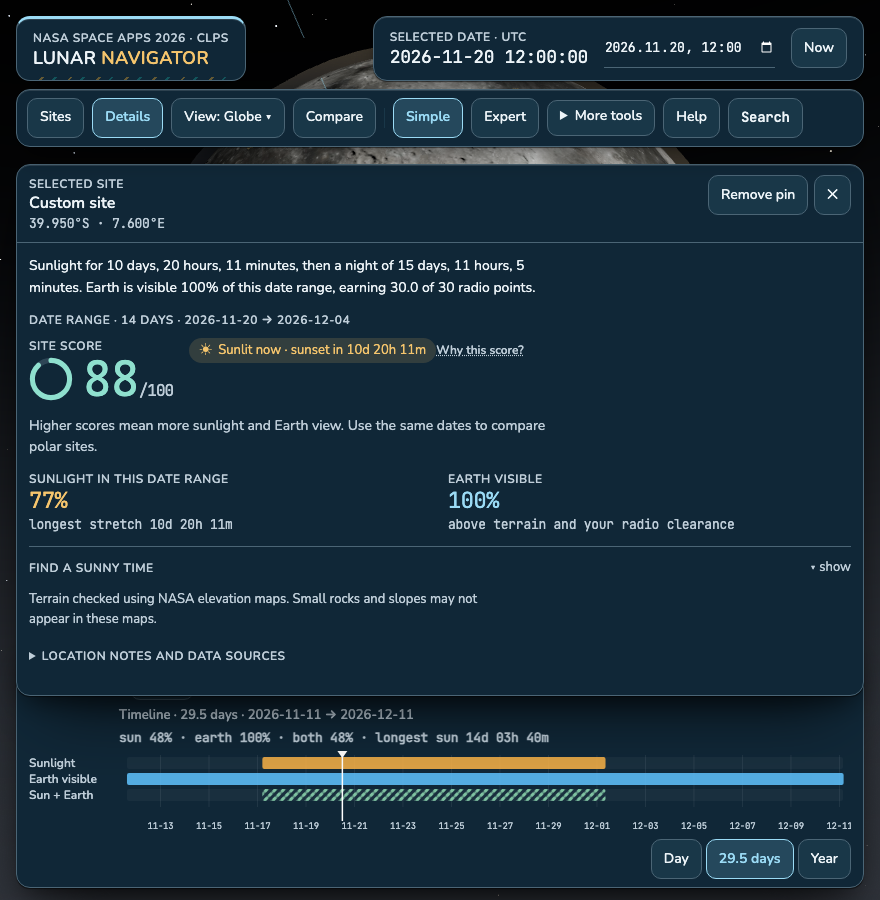 NASA SPACE APPS 2026 · CLPS
LUNAR NAVIGATOR
SELECTED DATE · UTC
2026-11-20 12:00:00
2026.11.20, 12:00
Now
Sites
Details
View: Globe ▾
Compare
Simple
Expert
▶ More tools
Help
Search
SELECTED SITE
Custom site
39.950°S · 7.600°E
Remove pin
✕
Sunlight for 10 days, 20 hours, 11 minutes, then a night of 15 days, 11 hours, 5
minutes. Earth is visible 100% of this date range, earning 30.0 of 30 radio points.
DATE RANGE · 14 DAYS · 2026-11-20 → 2026-12-04
SITE SCORE
88/100
☀ Sunlit now · sunset in 10d 20h 11m
Why this score?
Higher scores mean more sunlight and Earth view. Use the same dates to compare
polar sites.
SUNLIGHT IN THIS DATE RANGE
77%
longest stretch 10d 20h 11m
EARTH VISIBLE
100%
above terrain and your radio clearance
FIND A SUNNY TIME
▾ show
Terrain checked using NASA elevation maps. Small rocks and slopes may not
appear in these maps.
▶ LOCATION NOTES AND DATA SOURCES
Timeline · 29.5 days · 2026-11-11 → 2026-12-11
sun 48% · earth 100% · both 48% · longest sun 14d 03h 40m
Sunlight
Earth visible
Sun + Earth
11-13 11-15 11-17 11-19 11-21 11-23 11-25 11-27 11-29 12-01 12-03 12-05 12-07 12-09 12-11
Day
29.5 days
Year